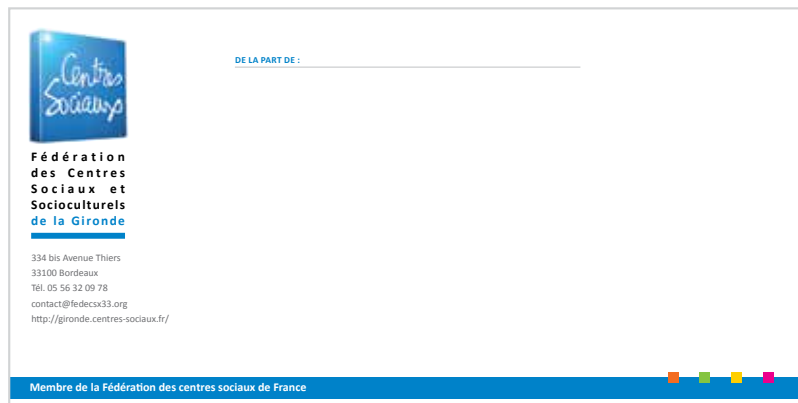 Centres
Sociaux
DE LA PART DE :
Fédération
des Centres
Sociaux et
Socioculturels
de la Gironde
334 bis Avenue Thiers
33100 Bordeaux
Tél. 05 56 32 09 78
contact@fedecsx33.org
http://gironde.centres-sociaux.fr/
Membre de la Fédération des centres sociaux de France